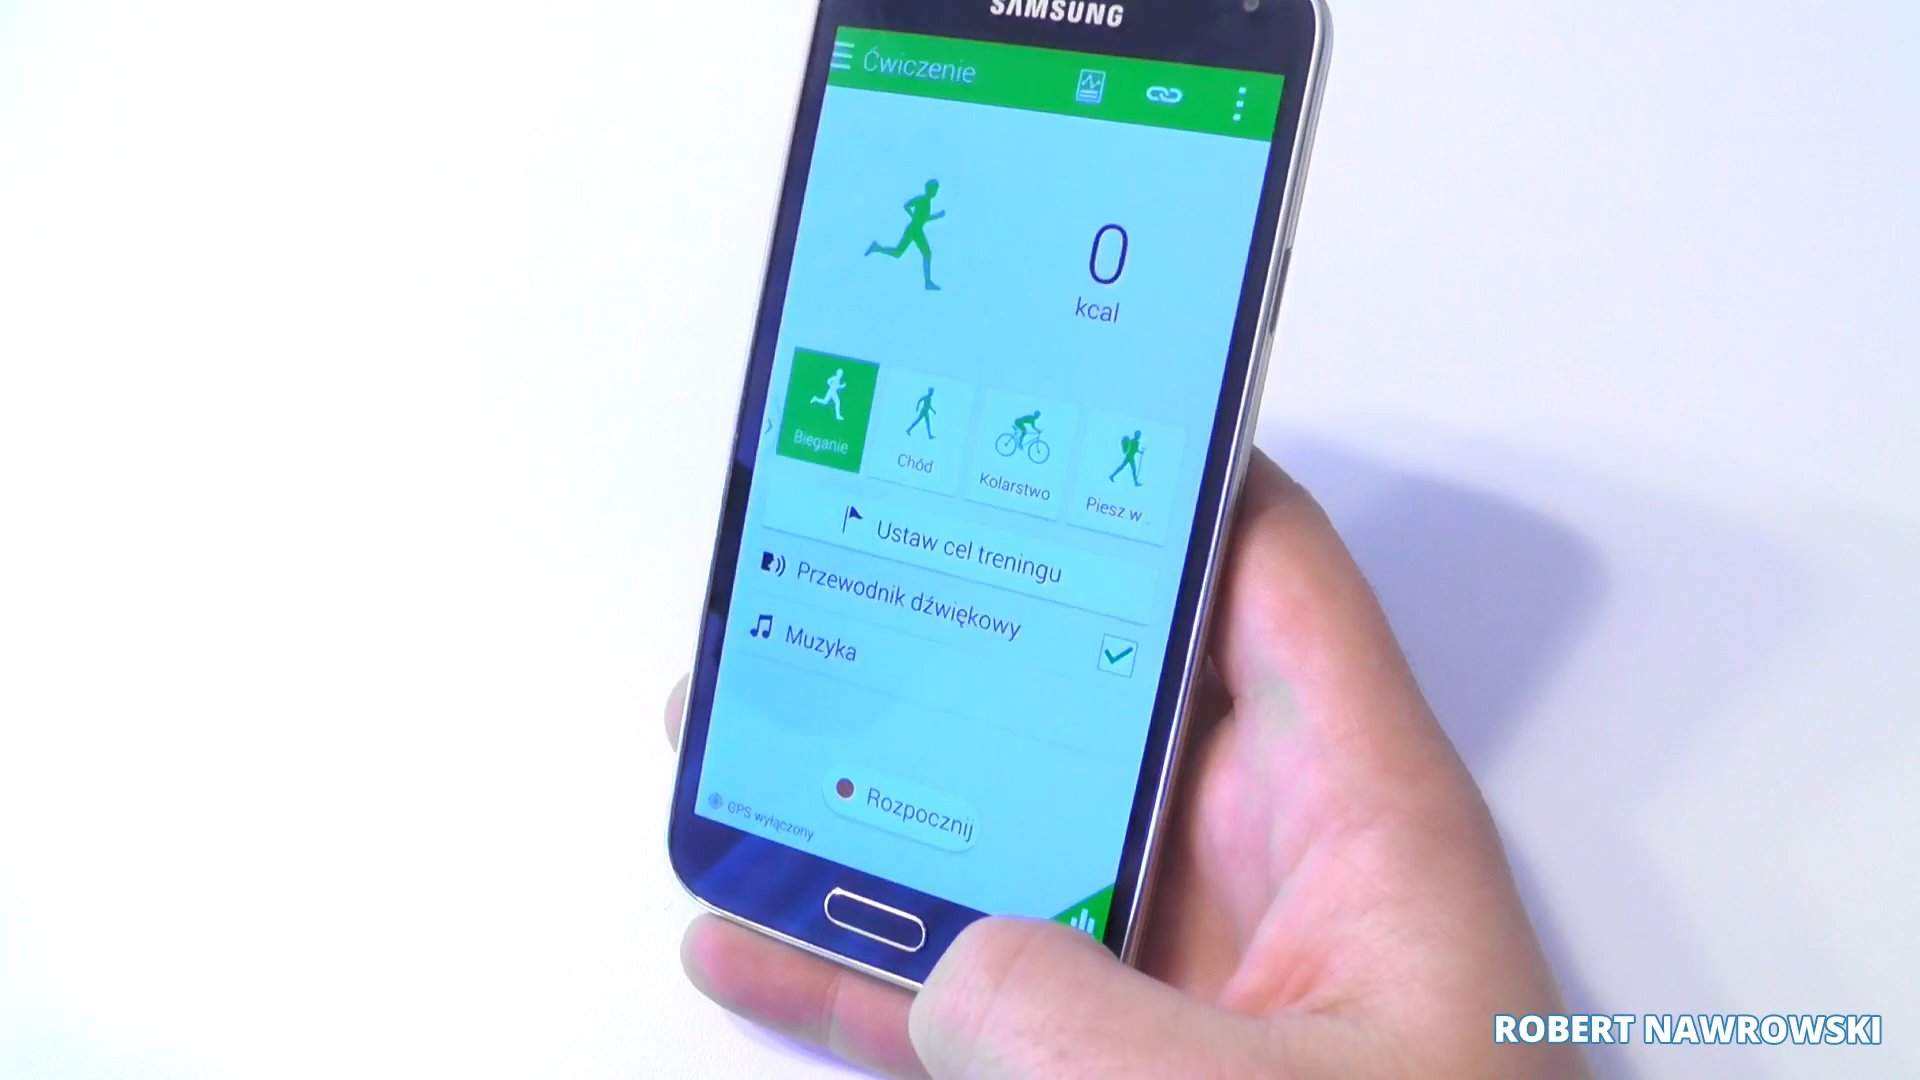 SAMSUNG
Ćwiczenie
0
kcal
Bieganie
Chód
Kolarstwo
Piesz w...
Ustaw cel treningu
Przewodnik dźwiękowy
Muzyka
Rozpocznij
GPS wyłączony
ROBERT NAWROWSKI